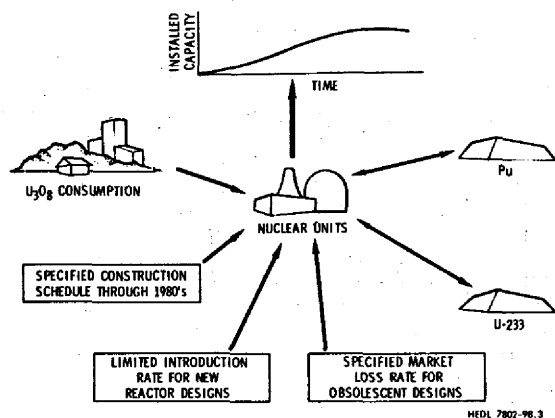 INSTALLED
CAPACITY
TIME
U3O8 CONSUMPTION
NUCLEAR UNITS
Pu
U-233
SPECIFIED CONSTRUCTION
SCHEDULE THROUGH 1980's
LIMITED INTRODUCTION
RATE FOR NEW
REACTOR DESIGNS
SPECIFIED MARKET
LOSS RATE FOR
OBSOLESCENT DESIGNS
HEDL 7802-98.3